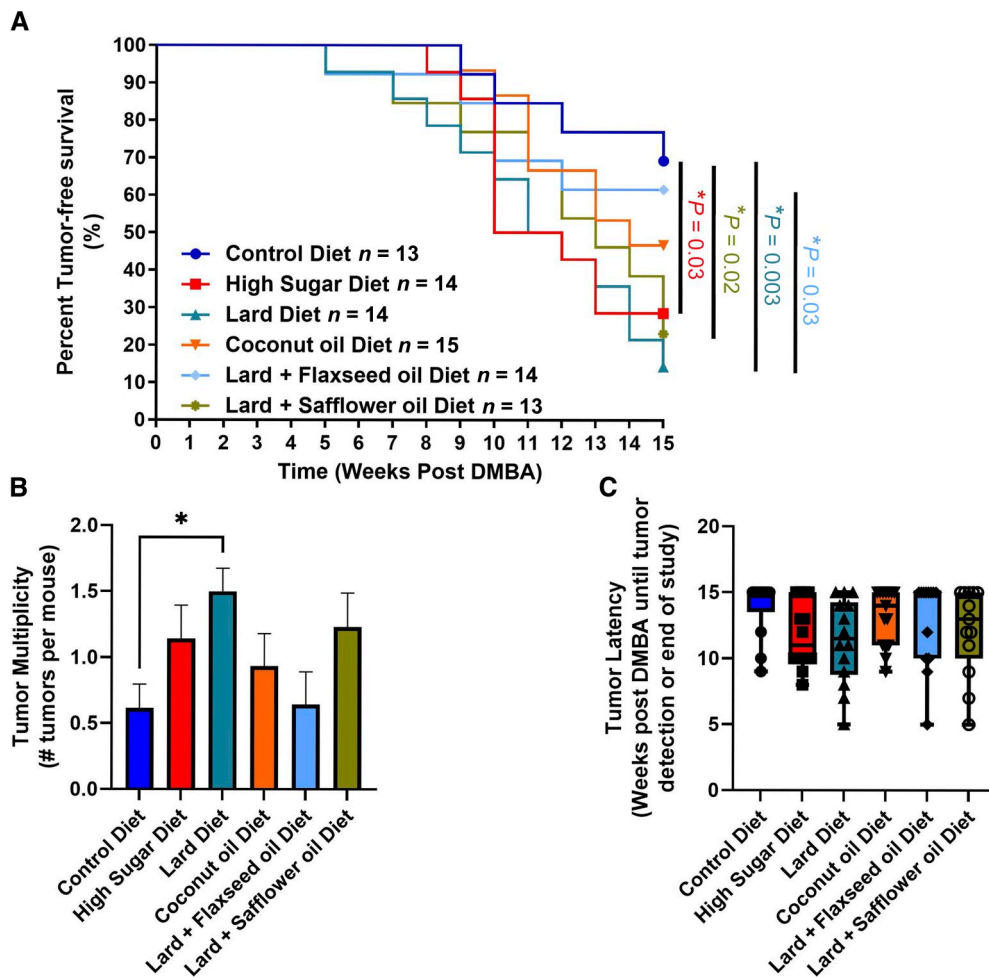 A
Percent Tumor-free survival
(%)
100
90
80
70
60
50
40
30
20
10
0
Control Diet n = 13
High Sugar Diet n = 14
Lard Diet n = 14
Coconut oil Diet n = 15
Lard + Flaxseed oil Diet n = 14
Lard + Safflower oil Diet n = 13
*P = 0.03
*P = 0.02
*P = 0.003
*P = 0.03
0 1 2 3 4 5 6 7 8 9 10 11 12 13 14 15
Time (Weeks Post DMBA)
B
Tumor Multiplicity
(# tumors per mouse)
2.0
1.5
1.0
0.5
0.0
*
Control Diet
High Sugar Diet
Lard Diet
Coconut oil Diet
Lard + Flaxseed oil Diet
Lard + Safflower oil Diet
C
Tumor Latency
(Weeks post DMBA until tumor
detection or end of study)
20
15
10
5
0
Control Diet
High Sugar Diet
Lard Diet
Coconut oil Diet
Lard + Flaxseed oil Diet
Lard + Safflower oil Diet